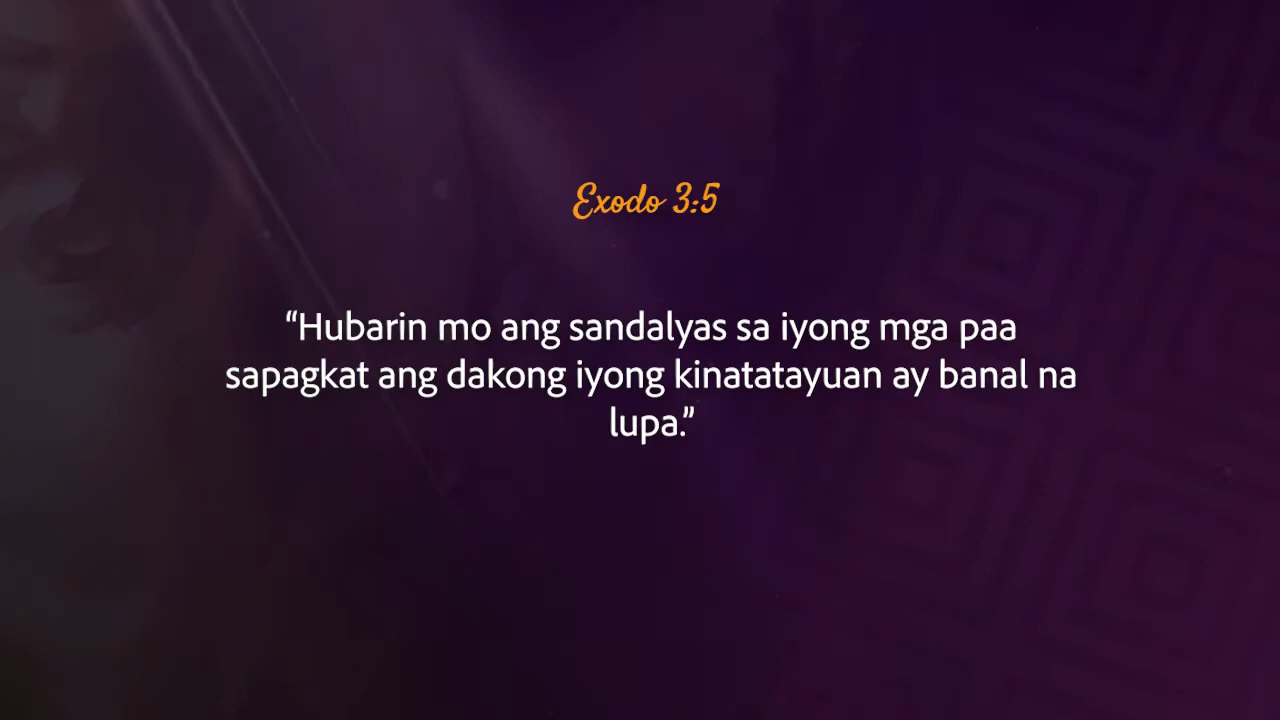 Exodo 3:5
“Hubarin mo ang sandalyas sa iyong mga paa
sapagkat ang dakong iyong kinatatayuan ay banal na
lupa.”